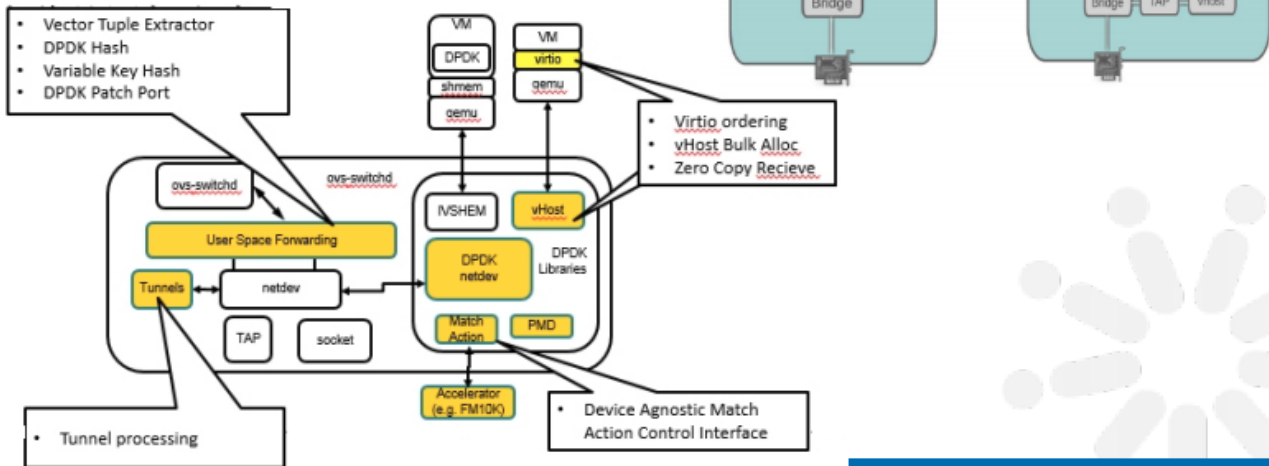 • Vector Tuple Extractor
• DPDK Hash
• Variable Key Hash
• DPDK Patch Port
VM
DPDK
shmem
qemu
VM
virtio
qemu
Bridge
Bridge
TAP
vHost
• Virtio ordering
• vHost Bulk Alloc
• Zero Copy Recieve
ovs-switchd
ovs-switchd
IVSHEM
vHost
User Space Forwarding
DPDK
netdev
DPDK
Libraries
Tunnels
netdev
TAP
socket
Match
Action
PMD
Accelerator
(e.g. FM10K)
• Device Agnostic Match
Action Control Interface
• Tunnel processing